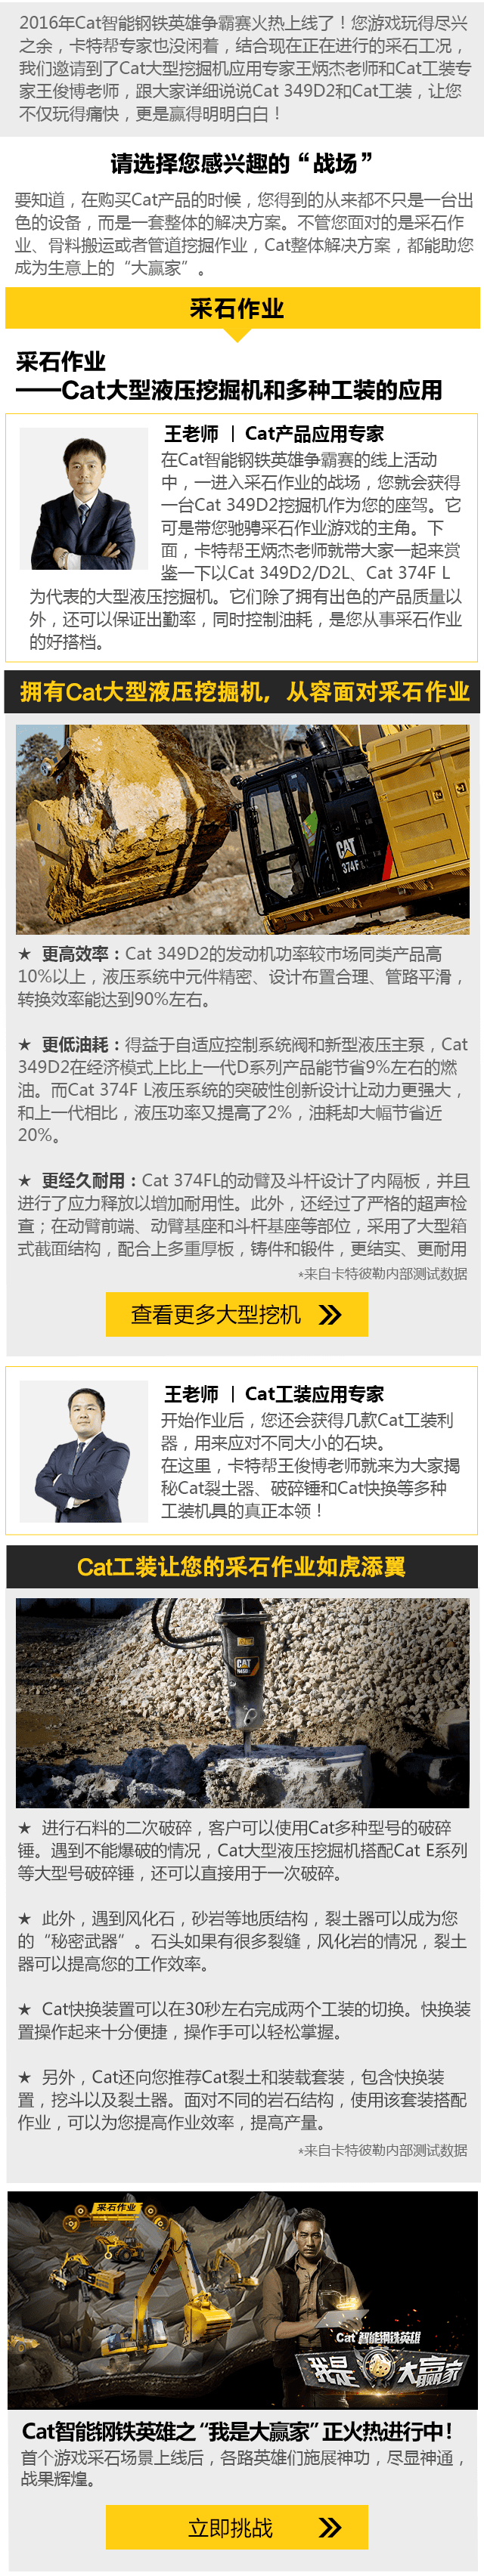 2016年Cat智能钢铁英雄争霸赛火热上线了！您游戏玩得尽兴
之余，卡特帮专家也没闲着，结合现在正在进行的采石工况，
我们邀请到了Cat大型挖掘机应用专家王炳杰老师和Cat工装专
家王俊博老师，跟大家详细说说Cat 349D2和Cat工装，让您
不仅玩得痛快，更是赢得明明白白！
请选择您感兴趣的“战场”
要知道，在购买Cat产品的时候，您得到的从来都不只是一台出
色的设备，而是一套整体的解决方案。不管您面对的是采石作
业、骨料搬运或者管道挖掘作业，Cat整体解决方案，都能助您
成为生意上的“大赢家”。
采石作业
采石作业
——Cat大型液压挖掘机和多种工装的应用
王老师 | Cat产品应用专家
在Cat智能钢铁英雄争霸赛的线上活动
中，一进入采石作业的战场，您就会获得
一台Cat 349D2挖掘机作为您的座驾。它
可是带您驰骋采石作业游戏的主角。下
面，卡特帮王炳杰老师就带大家一起来赏
鉴一下以Cat 349D2/D2L、Cat 374F L
为代表的大型液压挖掘机。它们除了拥有出色的产品质量以
外，还可以保证出勤率，同时控制油耗，是您从事采石作业
的好搭档。
拥有Cat大型液压挖掘机，从容面对采石作业
CAT
374F L
★ 更高效率：Cat 349D2的发动机功率较市场同类产品高
10%以上，液压系统中元件精密、设计布置合理、管路平滑，
转换效率能达到90%左右。
★ 更低油耗：得益于自适应控制系统阀和新型液压主泵，Cat
349D2在经济模式上比上一代D系列产品能节省9%左右的燃
油。而Cat 374F L液压系统的突破性创新设计让动力更强大，
和上一代相比，液压功率又提高了2%，油耗却大幅节省近
20%。
★ 更经久耐用：Cat 374FL的动臂及斗杆设计了内隔板，并且
进行了应力释放以增加耐用性。此外，还经过了严格的超声检
查；在动臂前端、动臂基座和斗杆基座等部位，采用了大型箱
式截面结构，配合上多重厚板，铸件和锻件，更结实、更耐用
*来自卡特彼勒内部测试数据
查看更多大型挖机
王老师 | Cat工装应用专家
开始作业后，您还会获得几款Cat工装利
器，用来应对不同大小的石块。
在这里，卡特帮王俊博老师就来为大家揭
秘Cat裂土器、破碎锤和Cat快换等多种
工装机具的真正本领！
Cat工装让您的采石作业如虎添翼
CAT
★ 进行石料的二次破碎，客户可以使用Cat多种型号的破碎
锤。遇到不能爆破的情况，Cat大型液压挖掘机搭配Cat E系列
等大型号破碎锤，还可以直接用于一次破碎。
★ 此外，遇到风化石，砂岩等地质结构，裂土器可以成为您
的“秘密武器”。石头如果有很多裂缝，风化岩的情况，裂土
器可以提高您的工作效率。
★ Cat快换装置可以在30秒左右完成两个工装的切换。快换装
置操作起来十分便捷，操作手可以轻松掌握。
★ 另外，Cat还向您推荐Cat裂土和装载套装，包含快换装
置，挖斗以及裂土器。面对不同的岩石结构，使用该套装搭配
作业，可以为您提高作业效率，提高产量。
*来自卡特彼勒内部测试数据
采石作业
Cat 智能钢铁英雄
我是大赢家
Cat智能钢铁英雄之“我是大赢家”正火热进行中！
首个游戏采石场景上线后，各路英雄们施展神功，尽显神通，
战果辉煌。
立即挑战